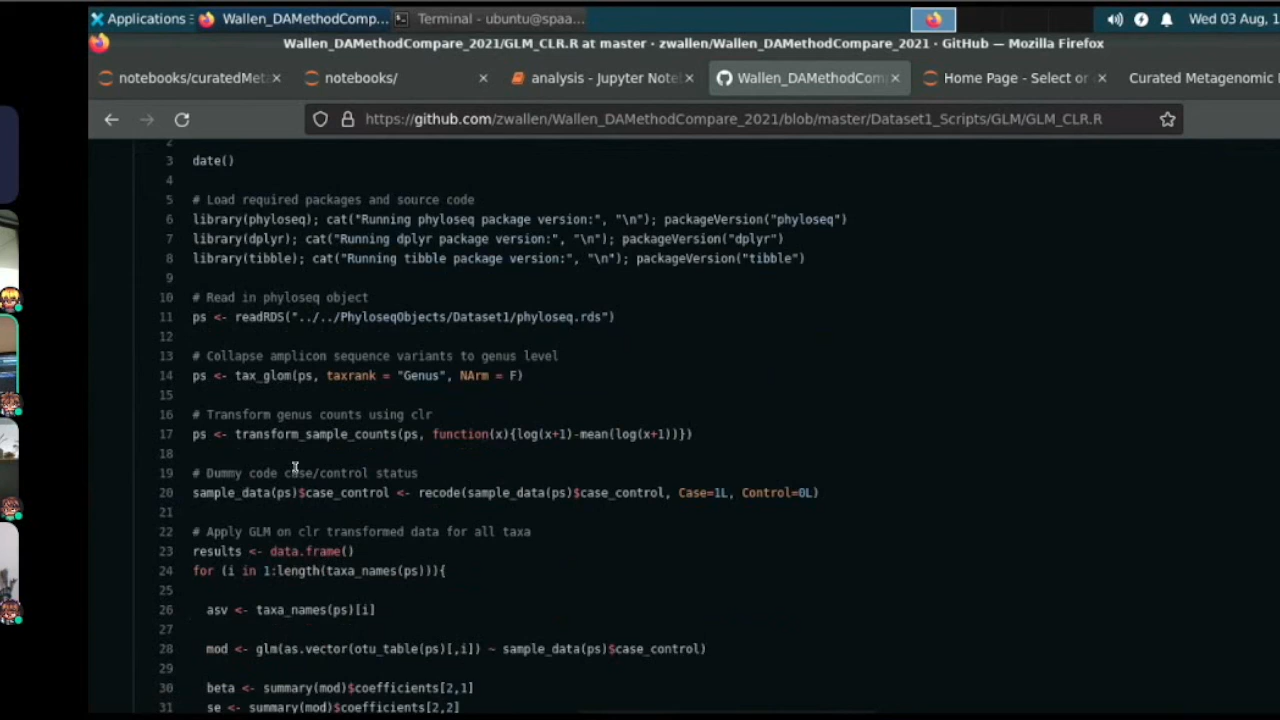 Applications
Wallen_DAMethodComp...
Terminal - ubuntu@spaa...
Wed 03 Aug, 1
Wallen_DAMethodCompare_2021/GLM_CLR.R at master · zwallen/Wallen_DAMethodCompare_2021 · GitHub — Mozilla Firefox
notebooks/curatedMet
notebooks/
analysis - Jupyter Note
Wallen_DAMethodCom
Home Page - Select or
Curated Metagenomic
https://github.com/zwallen/Wallen_DAMethodCompare_2021/blob/master/Dataset1_Scripts/GLM/GLM_CLR.R
2
3 date()
4
5 # Load required packages and source code
6 library(phyloseq); cat("Running phyloseq package version:", "\n"); packageVersion("phyloseq")
7 library(dplyr); cat("Running dplyr package version:", "\n"); packageVersion("dplyr")
8 library(tibble); cat("Running tibble package version:", "\n"); packageVersion("tibble")
9
10 # Read in phyloseq object
11 ps <- readRDS("../../PhyloseqObjects/Dataset1/phyloseq.rds")
12
13 # Collapse amplicon sequence variants to genus level
14 ps <- tax_glom(ps, taxrank = "Genus", NArm = F)
15
16 # Transform genus counts using clr
17 ps <- transform_sample_counts(ps, function(x){log(x+1)-mean(log(x+1))})
18
19 # Dummy code case/control status
20 sample_data(ps)$case_control <- recode(sample_data(ps)$case_control, Case=1L, Control=0L)
21
22 # Apply GLM on clr transformed data for all taxa
23 results <- data.frame()
24 for (i in 1:length(taxa_names(ps))){
25
26 asv <- taxa_names(ps)[i]
27
28 mod <- glm(as.vector(otu_table(ps)[,i]) ~ sample_data(ps)$case_control)
29
30 beta <- summary(mod)$coefficients[2,1]
31 se <- summary(mod)$coefficients[2,2]